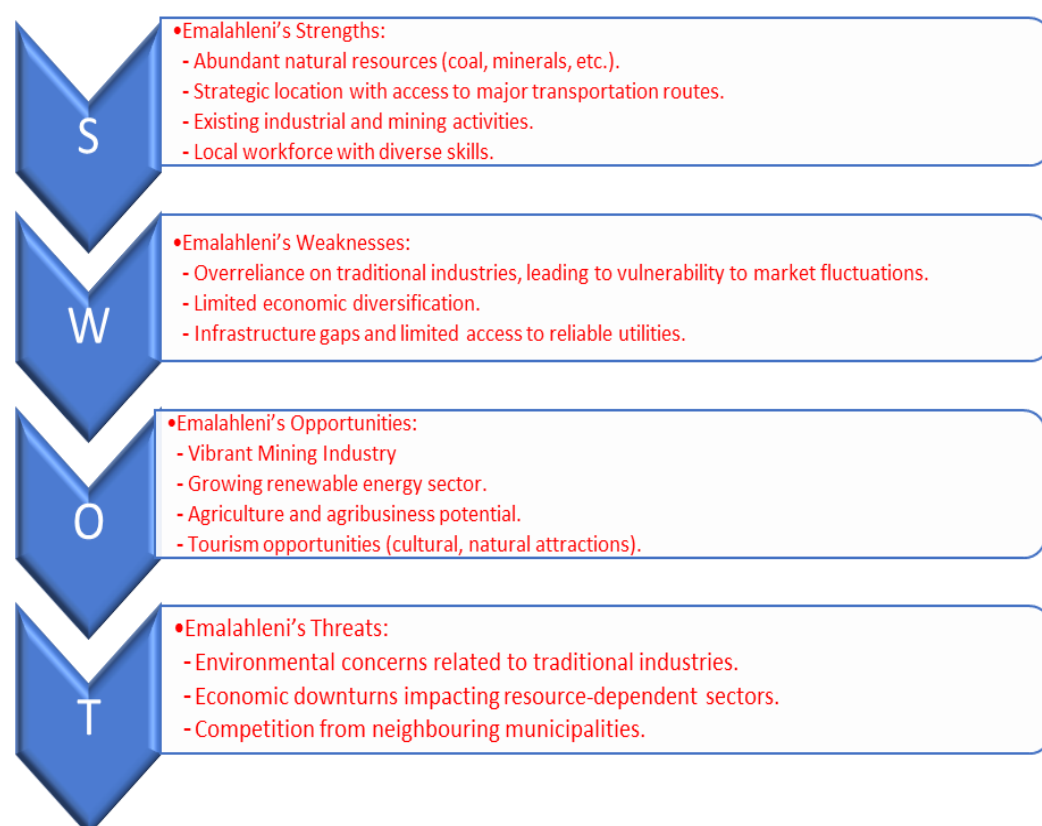 S
•Emalahleni’s Strengths:
- Abundant natural resources (coal, minerals, etc.).
- Strategic location with access to major transportation routes.
- Existing industrial and mining activities.
- Local workforce with diverse skills.
W
•Emalahleni’s Weaknesses:
- Overreliance on traditional industries, leading to vulnerability to market fluctuations.
- Limited economic diversification.
- Infrastructure gaps and limited access to reliable utilities.
O
•Emalahleni’s Opportunities:
- Vibrant Mining Industry
- Growing renewable energy sector.
- Agriculture and agribusiness potential.
- Tourism opportunities (cultural, natural attractions).
T
•Emalahleni’s Threats:
- Environmental concerns related to traditional industries.
- Economic downturns impacting resource-dependent sectors.
- Competition from neighbouring municipalities.